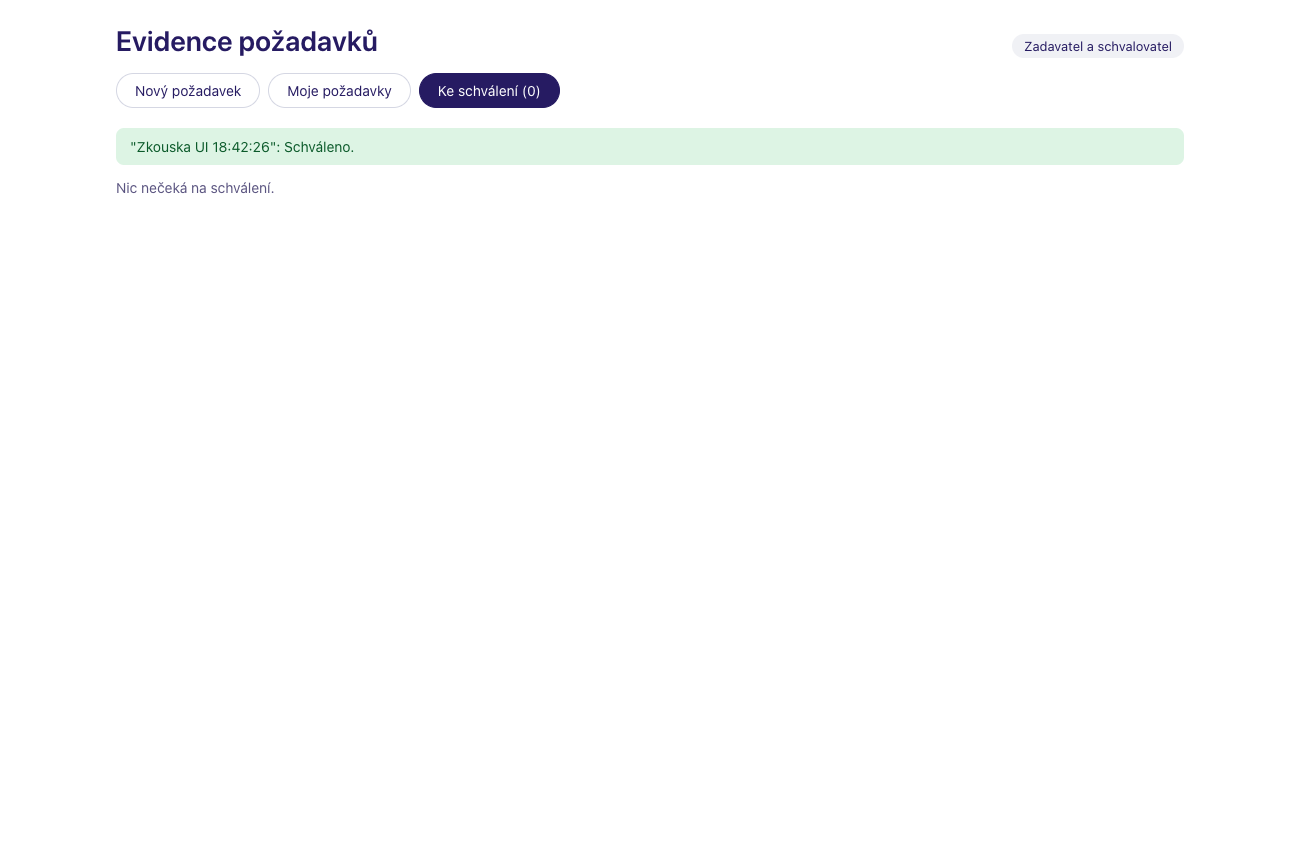 Evidence požadavků
Zadavatel a schvalovatel
Nový požadavek
Moje požadavky
Ke schválení (0)
"Zkouska UI 18:42:26": Schváleno.
Nic nečeká na schválení.